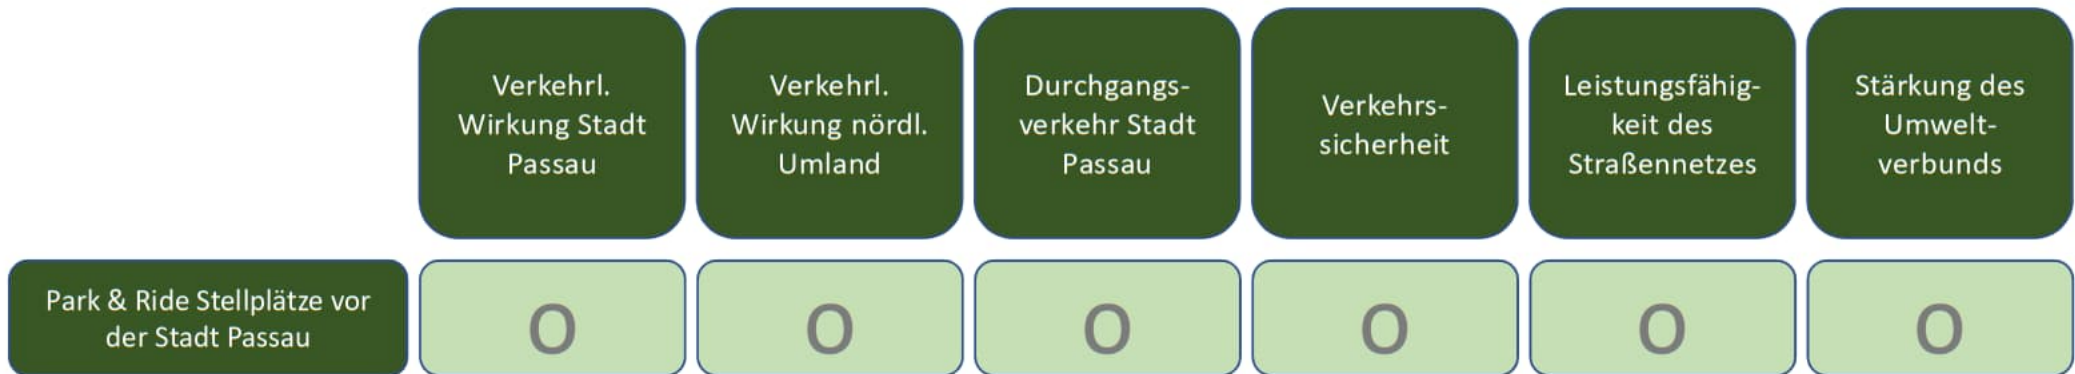 Verkehrl.
Wirkung Stadt
Passau
Verkehrl.
Wirkung nördl.
Umland
Durchgangs-
verkehr Stadt
Passau
Verkehrs-
sicherheit
Leistungsfähig-
keit des
Straßennetzes
Stärkung des
Umwelt-
verbunds
Park & Ride Stellplätze vor
der Stadt Passau
O O O O O O